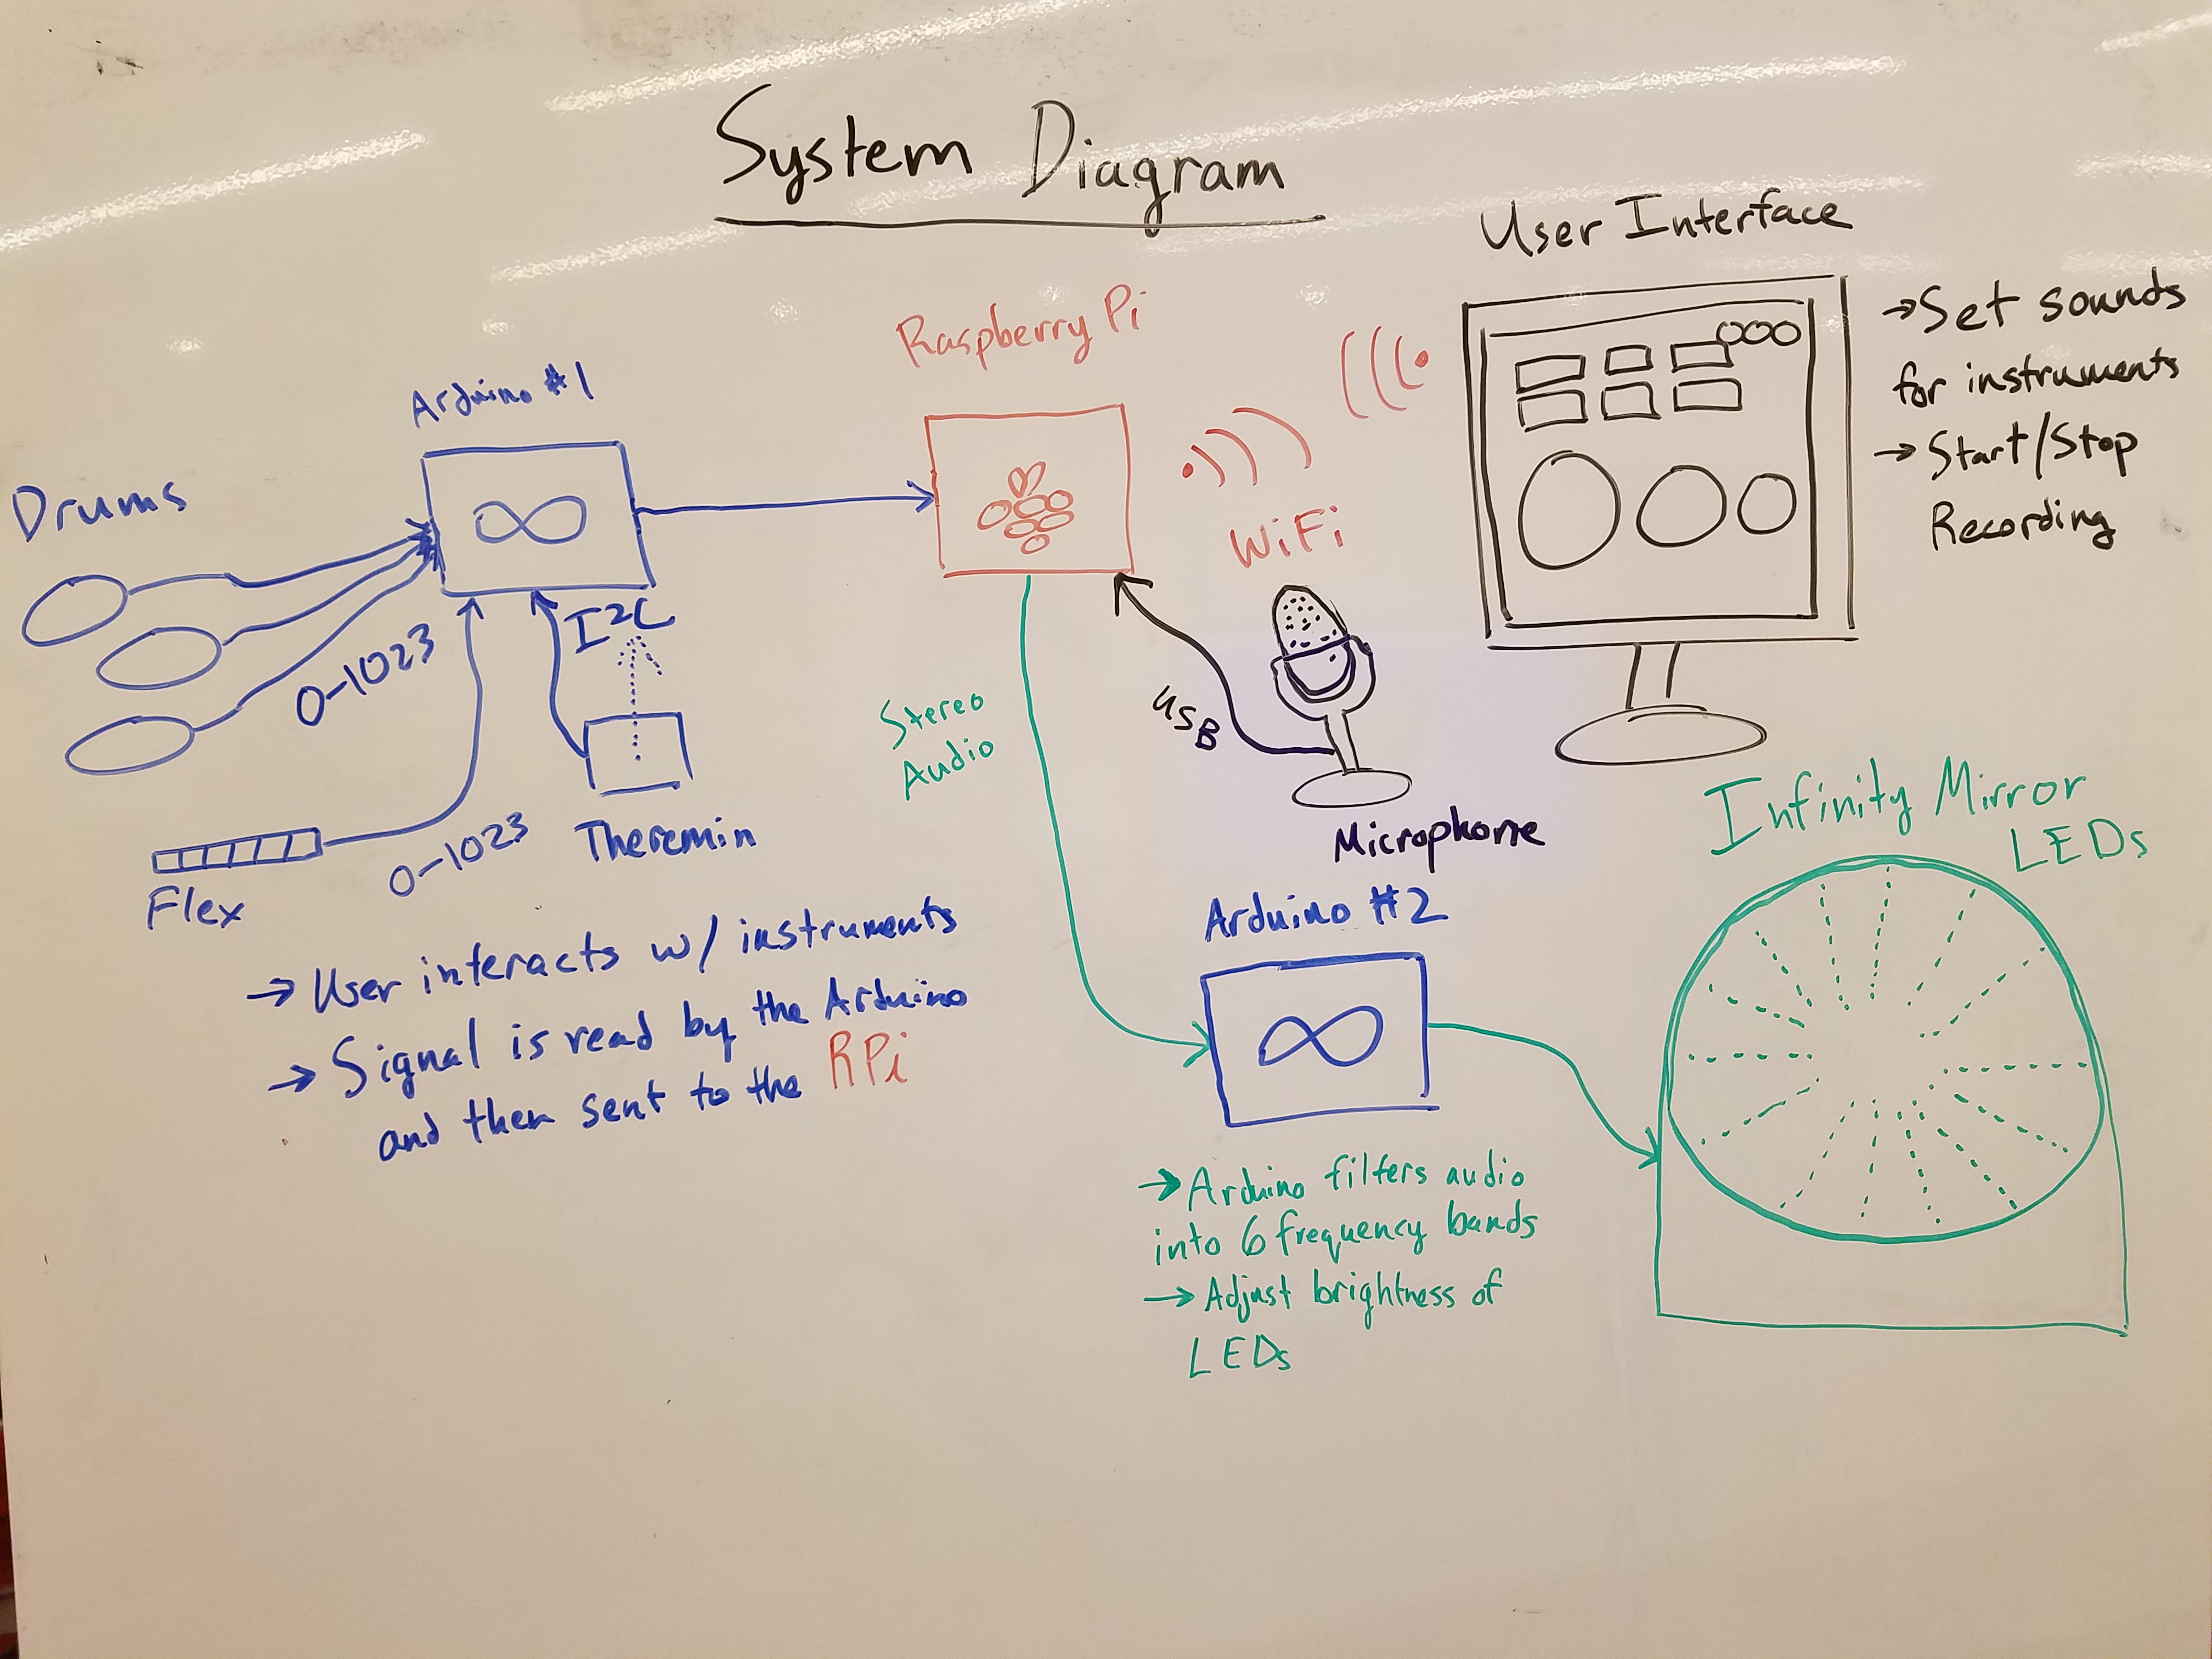 System Diagram
User Interface
→Set sounds
for instruments
→ Start/Stop
Recording
Raspberry Pi
WiFi
Arduino #1
Drums
0-1023
I2C
Theremin
0-1023
Flex
→ User interacts w/ instruments
→ Signal is read by the Arduino
and then sent to the RPi
Stereo
Audio
USB
Microphone
Arduino #2
→ Arduino filters audio
into 6 frequency bands
→ Adjust brightness of
LEDs
Infinity Mirror
LEDs